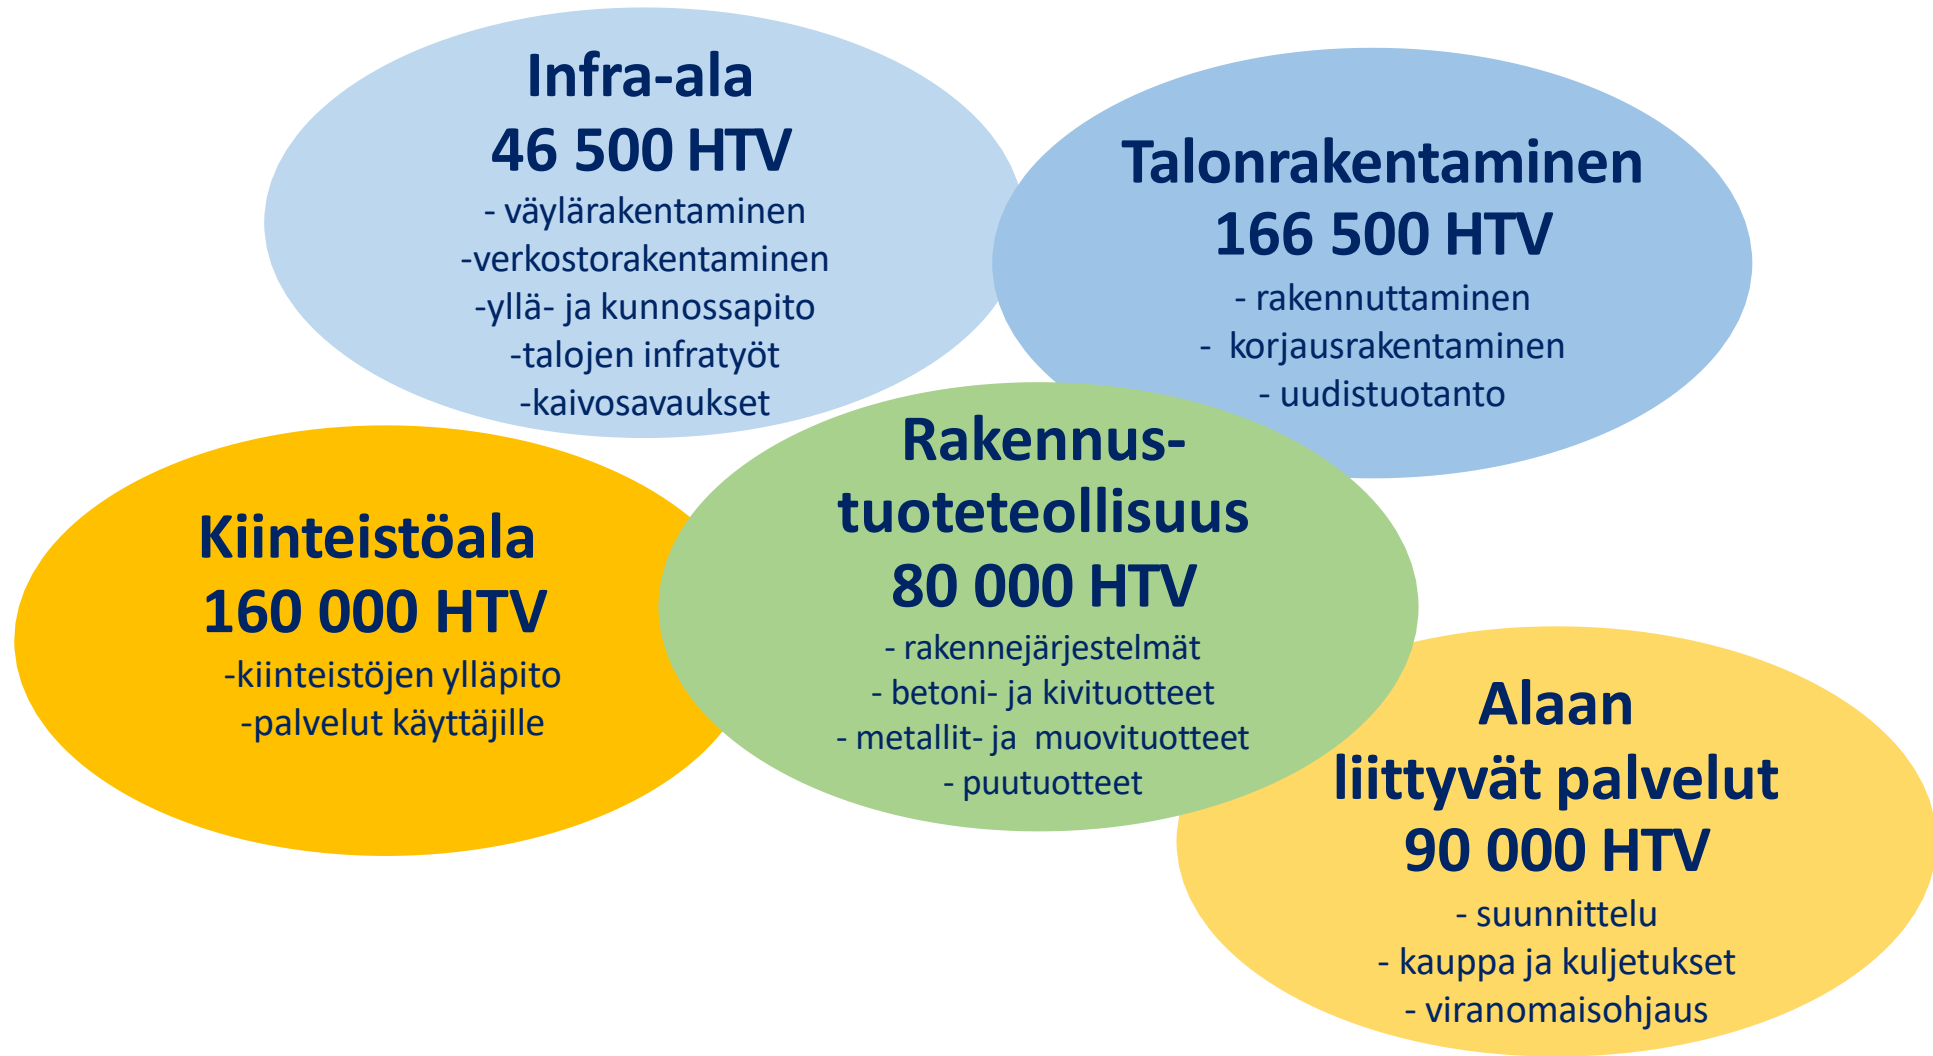 Infra-ala
46 500 HTV
- väylärakentaminen
-verkostorakentaminen
-yllä- ja kunnossapito
-talojen infratyöt
-kaivosavaukset
Talonrakentaminen
166 500 HTV
- rakennuttaminen
- korjausrakentaminen
- uudistuotanto
Kiinteistöala
160 000 HTV
-kiinteistöjen ylläpito
-palvelut käyttäjille
Rakennus-
tuoteteollisuus
80 000 HTV
- rakennejärjestelmät
- betoni- ja kivituotteet
- metallit- ja muovituotteet
- puutuotteet
Alaan
liittyvät palvelut
90 000 HTV
- suunnittelu
- kauppa ja kuljetukset
- viranomaisohjaus